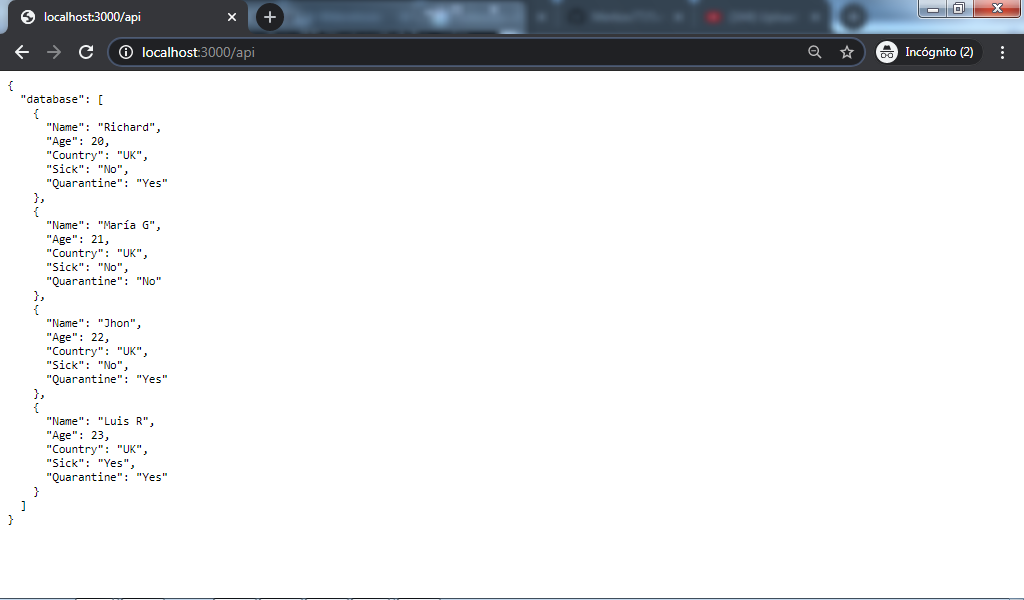 localhost:3000/api
localhost:3000/api
Incógnito (2)
{
  "database": [
    {
      "Name": "Richard",
      "Age": 20,
      "Country": "UK",
      "Sick": "No",
      "Quarantine": "Yes"
    },
    {
      "Name": "María G",
      "Age": 21,
      "Country": "UK",
      "Sick": "No",
      "Quarantine": "No"
    },
    {
      "Name": "Jhon",
      "Age": 22,
      "Country": "UK",
      "Sick": "No",
      "Quarantine": "Yes"
    },
    {
      "Name": "Luis R",
      "Age": 23,
      "Country": "UK",
      "Sick": "Yes",
      "Quarantine": "Yes"
    }
  ]
}